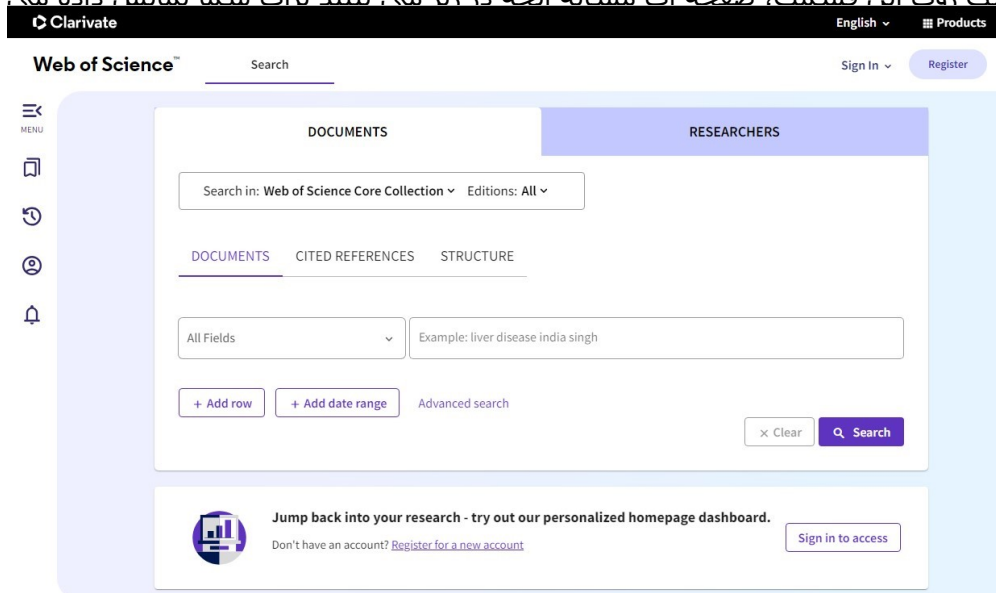 Clarivate
English
Products
Web of Science™
Search
Sign In
Register
MENU
DOCUMENTS
RESEARCHERS
Search in: Web of Science Core Collection Editions: All
DOCUMENTS
CITED REFERENCES
STRUCTURE
All Fields
Example: liver disease india singh
+ Add row
+ Add date range
Advanced search
× Clear
Search
Jump back into your research - try out our personalized homepage dashboard.
Don't have an account? Register for a new account
Sign in to access